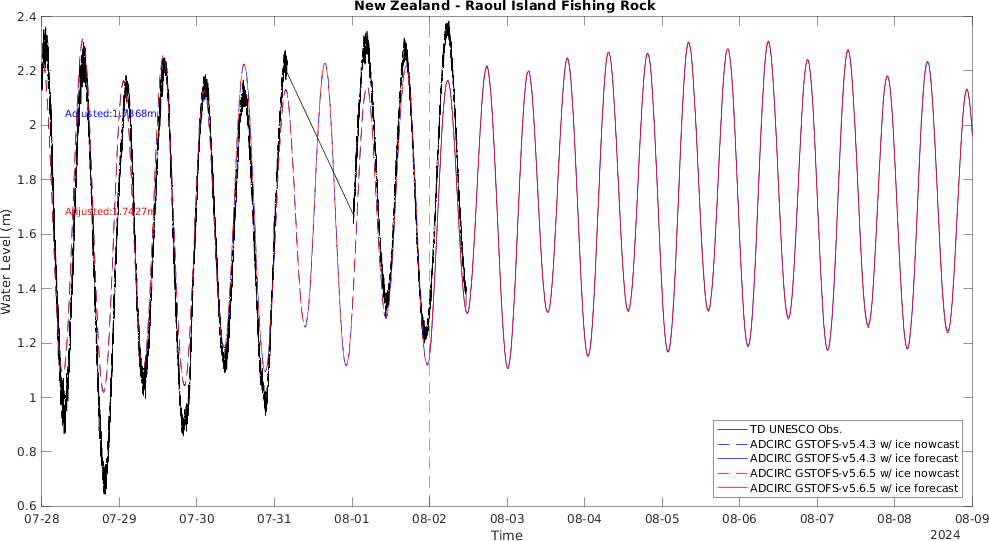 New Zealand - Raoul Island Fishing Rock
2.4
2.2
2
1.8
1.6
1.4
1.2
1
0.8
0.6
Water Level (m)
Adjusted:1.7368m
Adjusted:1.7427m
TD UNESCO Obs.
ADCIRC GSTOFS-v5.4.3 w/ ice nowcast
ADCIRC GSTOFS-v5.4.3 w/ ice forecast
ADCIRC GSTOFS-v5.6.5 w/ ice nowcast
ADCIRC GSTOFS-v5.6.5 w/ ice forecast
07-28 07-29 07-30 07-31 08-01 08-02 08-03 08-04 08-05 08-06 08-07 08-08 08-09
Time 2024